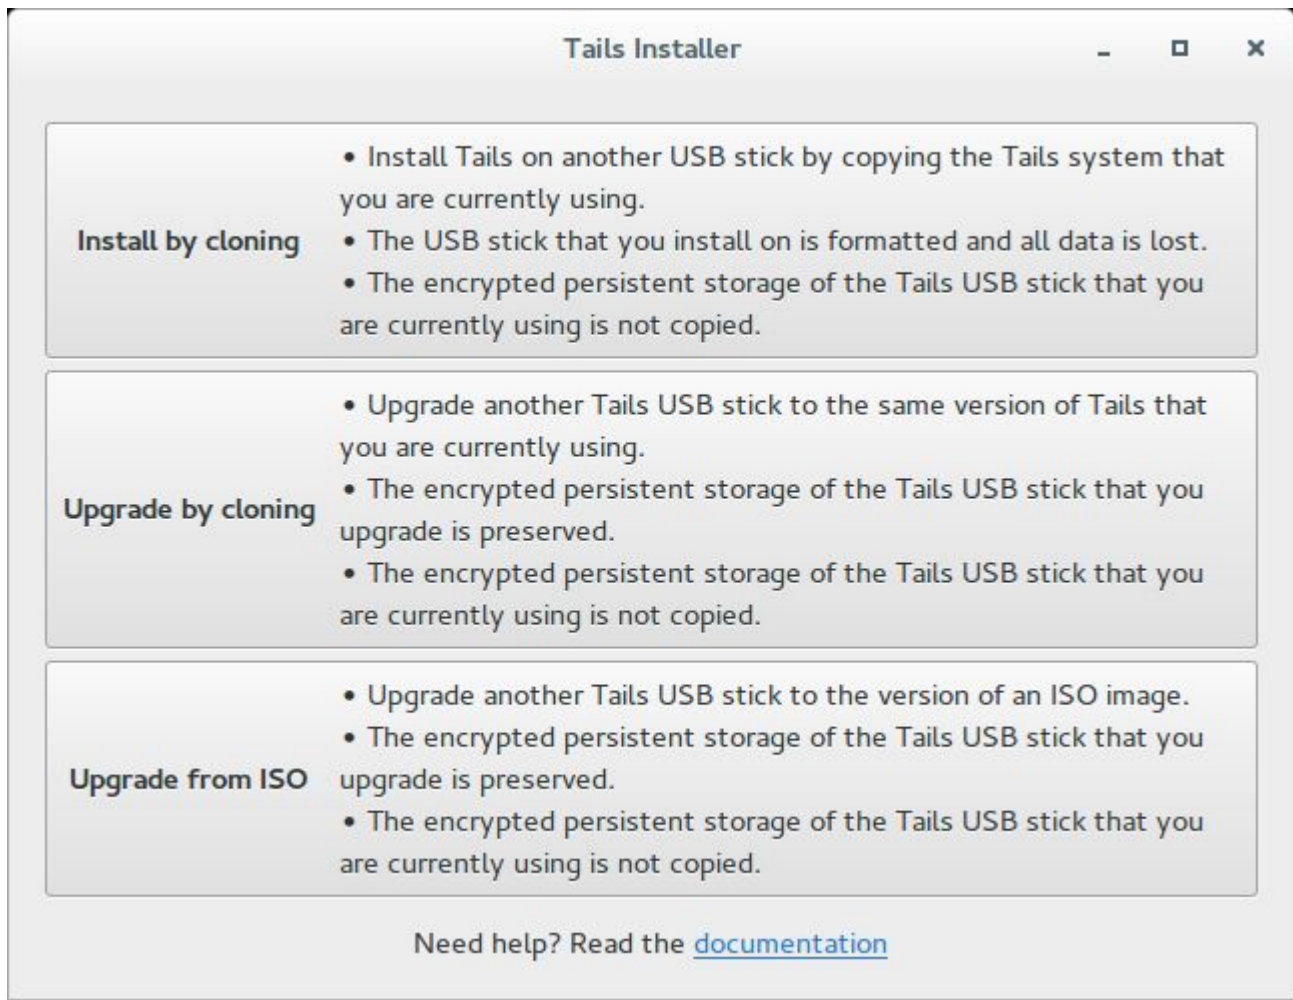 Tails Installer
Install by cloning
• Install Tails on another USB stick by copying the Tails system that
you are currently using.
• The USB stick that you install on is formatted and all data is lost.
• The encrypted persistent storage of the Tails USB stick that you
are currently using is not copied.
Upgrade by cloning
• Upgrade another Tails USB stick to the same version of Tails that
you are currently using.
• The encrypted persistent storage of the Tails USB stick that you
upgrade is preserved.
• The encrypted persistent storage of the Tails USB stick that you
are currently using is not copied.
Upgrade from ISO
• Upgrade another Tails USB stick to the version of an ISO image.
• The encrypted persistent storage of the Tails USB stick that you
upgrade is preserved.
• The encrypted persistent storage of the Tails USB stick that you
are currently using is not copied.
Need help? Read the documentation